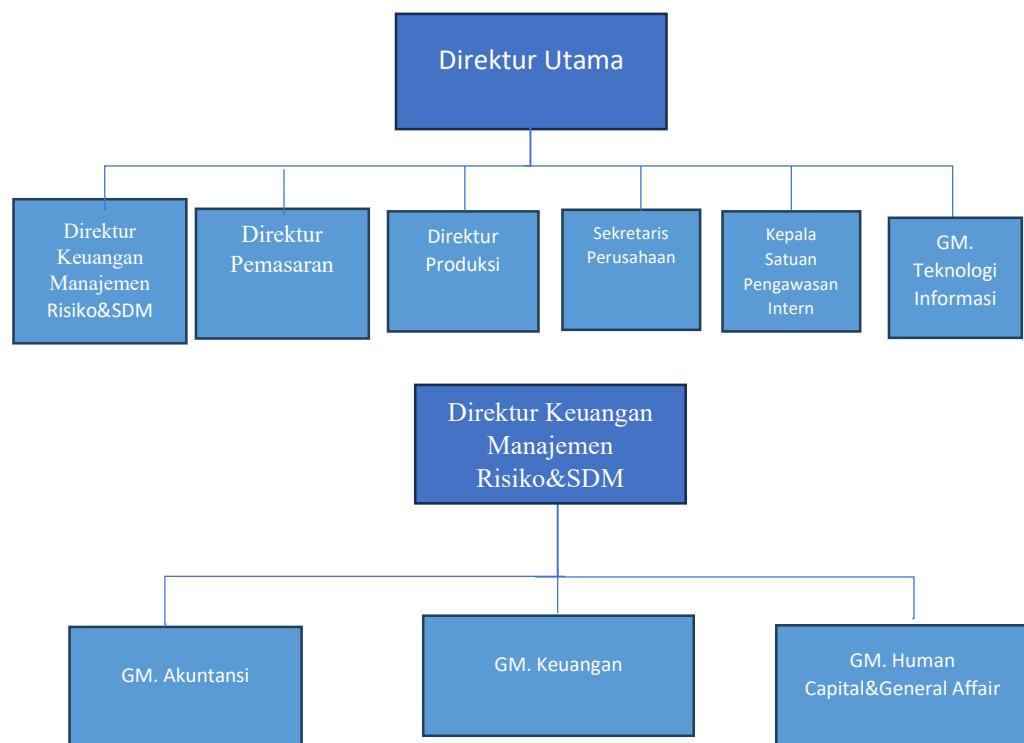 Direktur Utama
Direktur
Keuangan
Manajemen
Risiko&SDM
Direktur
Pemasaran
Direktur
Produksi
Sekretaris
Perusahaan
Kepala
Satuan
Pengawasan
Intern
GM.
Teknologi
Informasi
Direktur Keuangan
Manajemen
Risiko&SDM
GM. Akuntansi
GM. Keuangan
GM. Human
Capital&General Affair